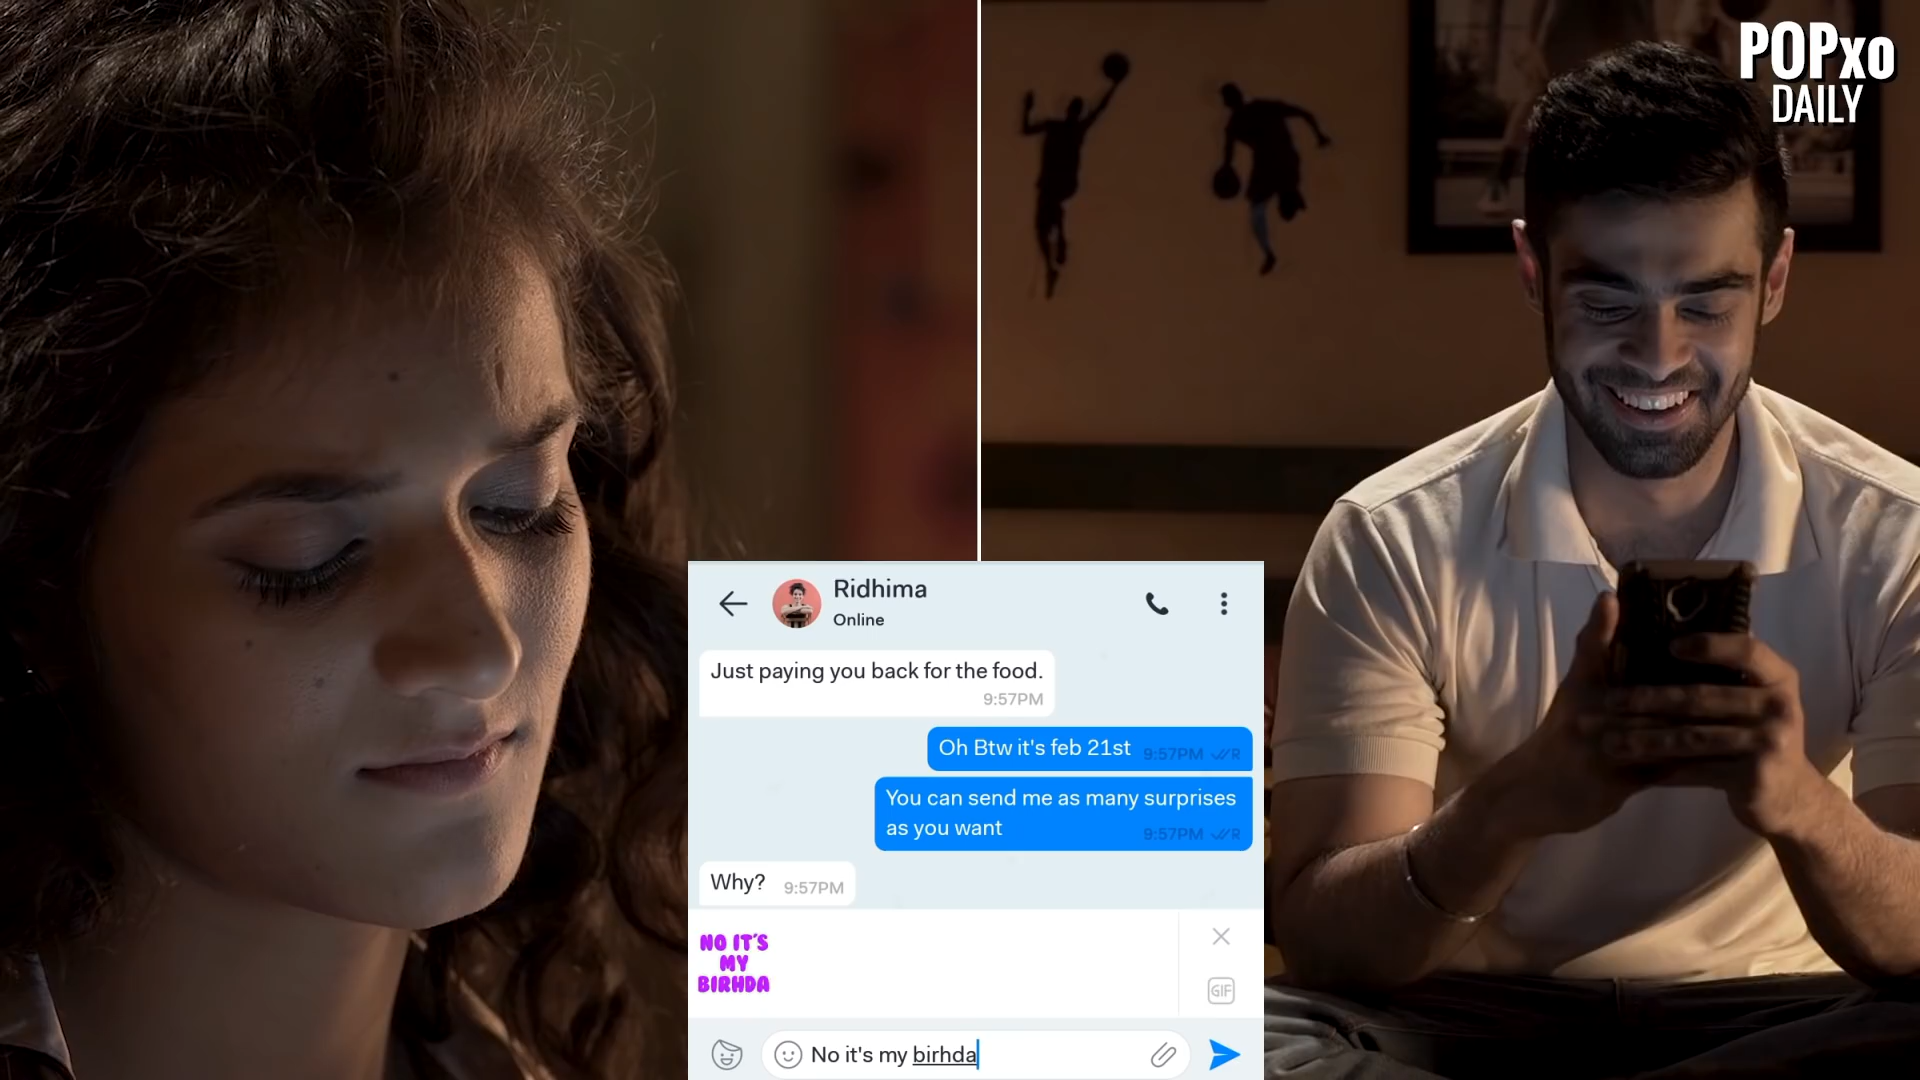 POPxo
DAILY
Ridhima
Online
Just paying you back for the food.
9:57PM
Oh Btw it's feb 21st 9:57PM R
You can send me as many surprises
as you want 9:57PM R
Why? 9:57PM
NO IT'S
MY
BIRHDA
GIF
No it's my birhda